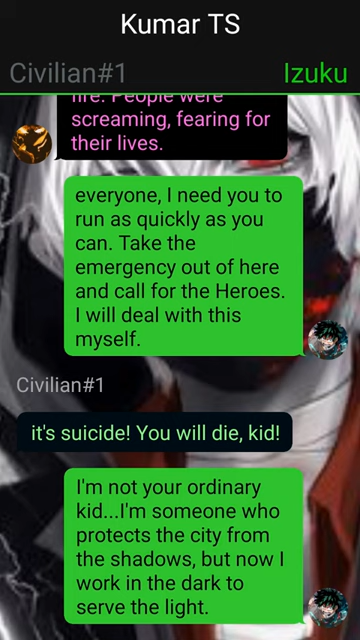 Kumar TS
Civilian#1
Izuku
life. People were
screaming, fearing for
their lives.
everyone, I need you to
run as quickly as you
can. Take the
emergency out of here
and call for the Heroes.
I will deal with this
myself.
Civilian#1
it's suicide! You will die, kid!
I'm not your ordinary
kid...I'm someone who
protects the city from
the shadows, but now I
work in the dark to
serve the light.